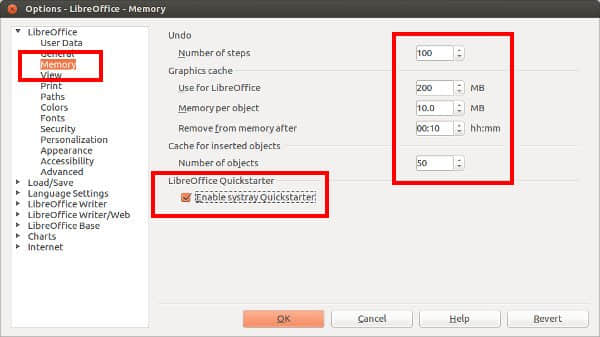 Options - LibreOffice - Memory
LibreOffice
User Data
General
Memory
View
Print
Paths
Colors
Fonts
Security
Personalization
Appearance
Accessibility
Advanced
Load/Save
Language Settings
LibreOffice Writer
LibreOffice Writer/Web
LibreOffice Base
Charts
Internet
Undo
Number of steps 100
Graphics cache
Use for LibreOffice 200 MB
Memory per object 10.0 MB
Remove from memory after 00:10 hh:mm
Cache for inserted objects
Number of objects 50
LibreOffice Quickstarter
Enable systray Quickstarter
OK Cancel Help Revert